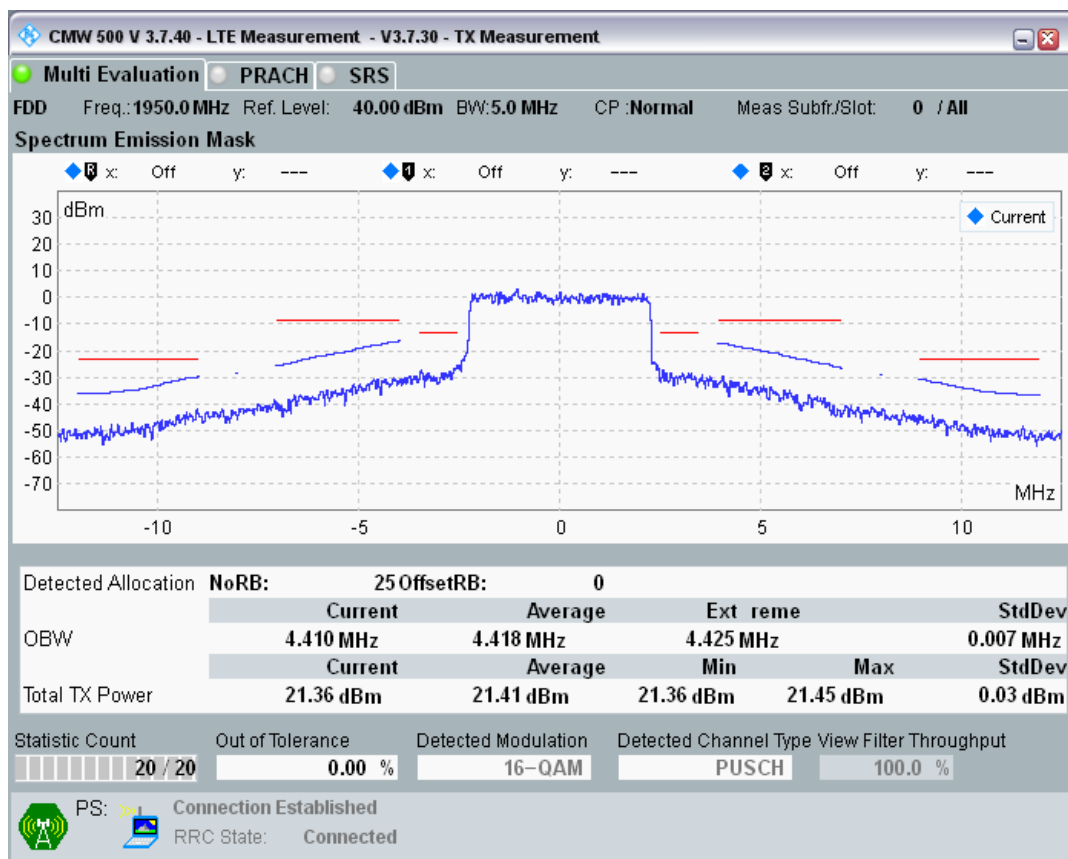 CMW 500 V 3.7.40 - LTE Measurement - V3.7.30 - TX Measurement
Multi Evaluation PRACH SRS
FDD Freq.: 1950.0 MHz Ref. Level: 40.00 dBm BW: 5.0 MHz CP : Normal Meas Subfr./Slot: 0 / All
Spectrum Emission Mask
R x: Off y: --- 1 x: Off y: --- 2 x: Off y: ---
dBm
Current
30
20
10
0
-10
-20
-30
-40
-50
-60
-70
MHz
-10 -5 0 5 10
Detected Allocation NoRB: 25 OffsetRB: 0
Current Average Ext reme StdDev
OBW 4.410 MHz 4.418 MHz 4.425 MHz 0.007 MHz
Current Average Min Max StdDev
Total TX Power 21.36 dBm 21.41 dBm 21.36 dBm 21.45 dBm 0.03 dBm
Statistic Count Out of Tolerance Detected Modulation Detected Channel Type View Filter Throughput
20 / 20 0.00 % 16-QAM PUSCH 100.0 %
PS: Connection Established
RRC State: Connected